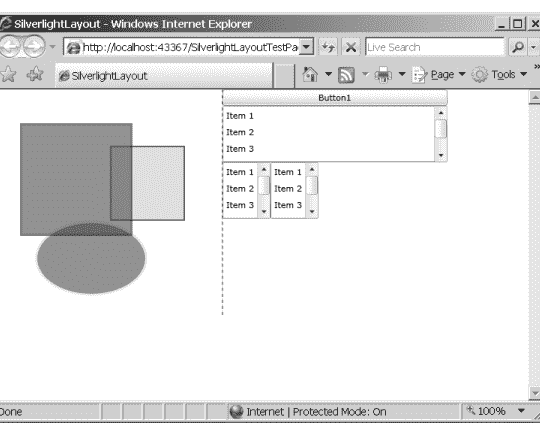 SilverlightLayout - Windows Internet Explorer
http://localhost:43367/SilverlightLayoutTestPa
Live Search
SilverlightLayout
Page
Tools
»
Button1
Item 1
Item 2
Item 3
Item 1 Item 1
Item 2 Item 2
Item 3 Item 3
Done
Internet | Protected Mode: On
100%